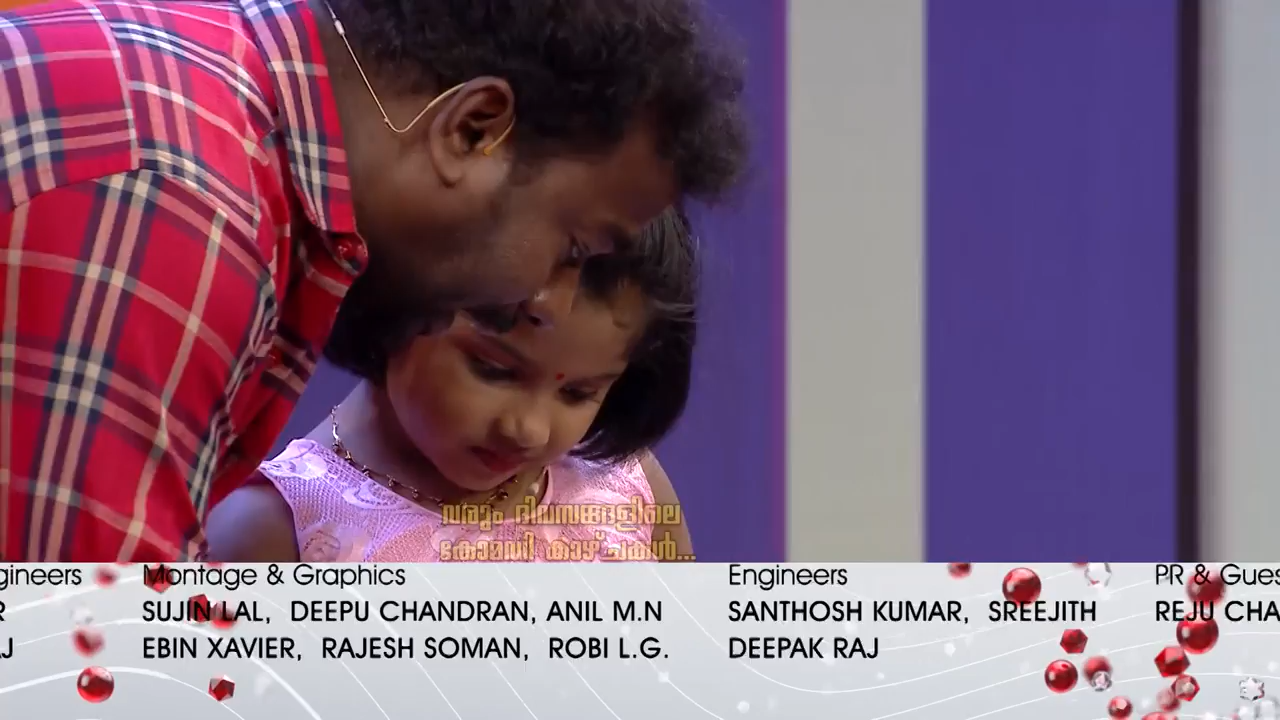 വരും ദിവസങ്ങളിലെ
കോമഡി കാഴ്ചകൾ...
gineers
Montage & Graphics
Engineers
PR & Gues
R
SUJIN LAL, DEEPU CHANDRAN, ANIL M.N
SANTHOSH KUMAR, SREEJITH
REJU CHA
AJ
EBIN XAVIER, RAJESH SOMAN, ROBI L.G.
DEEPAK RAJ